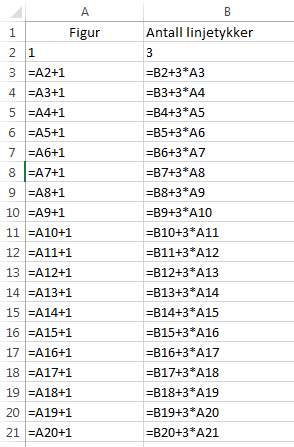 A B
1 Figur Antall linjetykker
2 1 3
3 =A2+1 =B2+3*A3
4 =A3+1 =B3+3*A4
5 =A4+1 =B4+3*A5
6 =A5+1 =B5+3*A6
7 =A6+1 =B6+3*A7
8 =A7+1 =B7+3*A8
9 =A8+1 =B8+3*A9
10 =A9+1 =B9+3*A10
11 =A10+1 =B10+3*A11
12 =A11+1 =B11+3*A12
13 =A12+1 =B12+3*A13
14 =A13+1 =B13+3*A14
15 =A14+1 =B14+3*A15
16 =A15+1 =B15+3*A16
17 =A16+1 =B16+3*A17
18 =A17+1 =B17+3*A18
19 =A18+1 =B18+3*A19
20 =A19+1 =B19+3*A20
21 =A20+1 =B20+3*A21